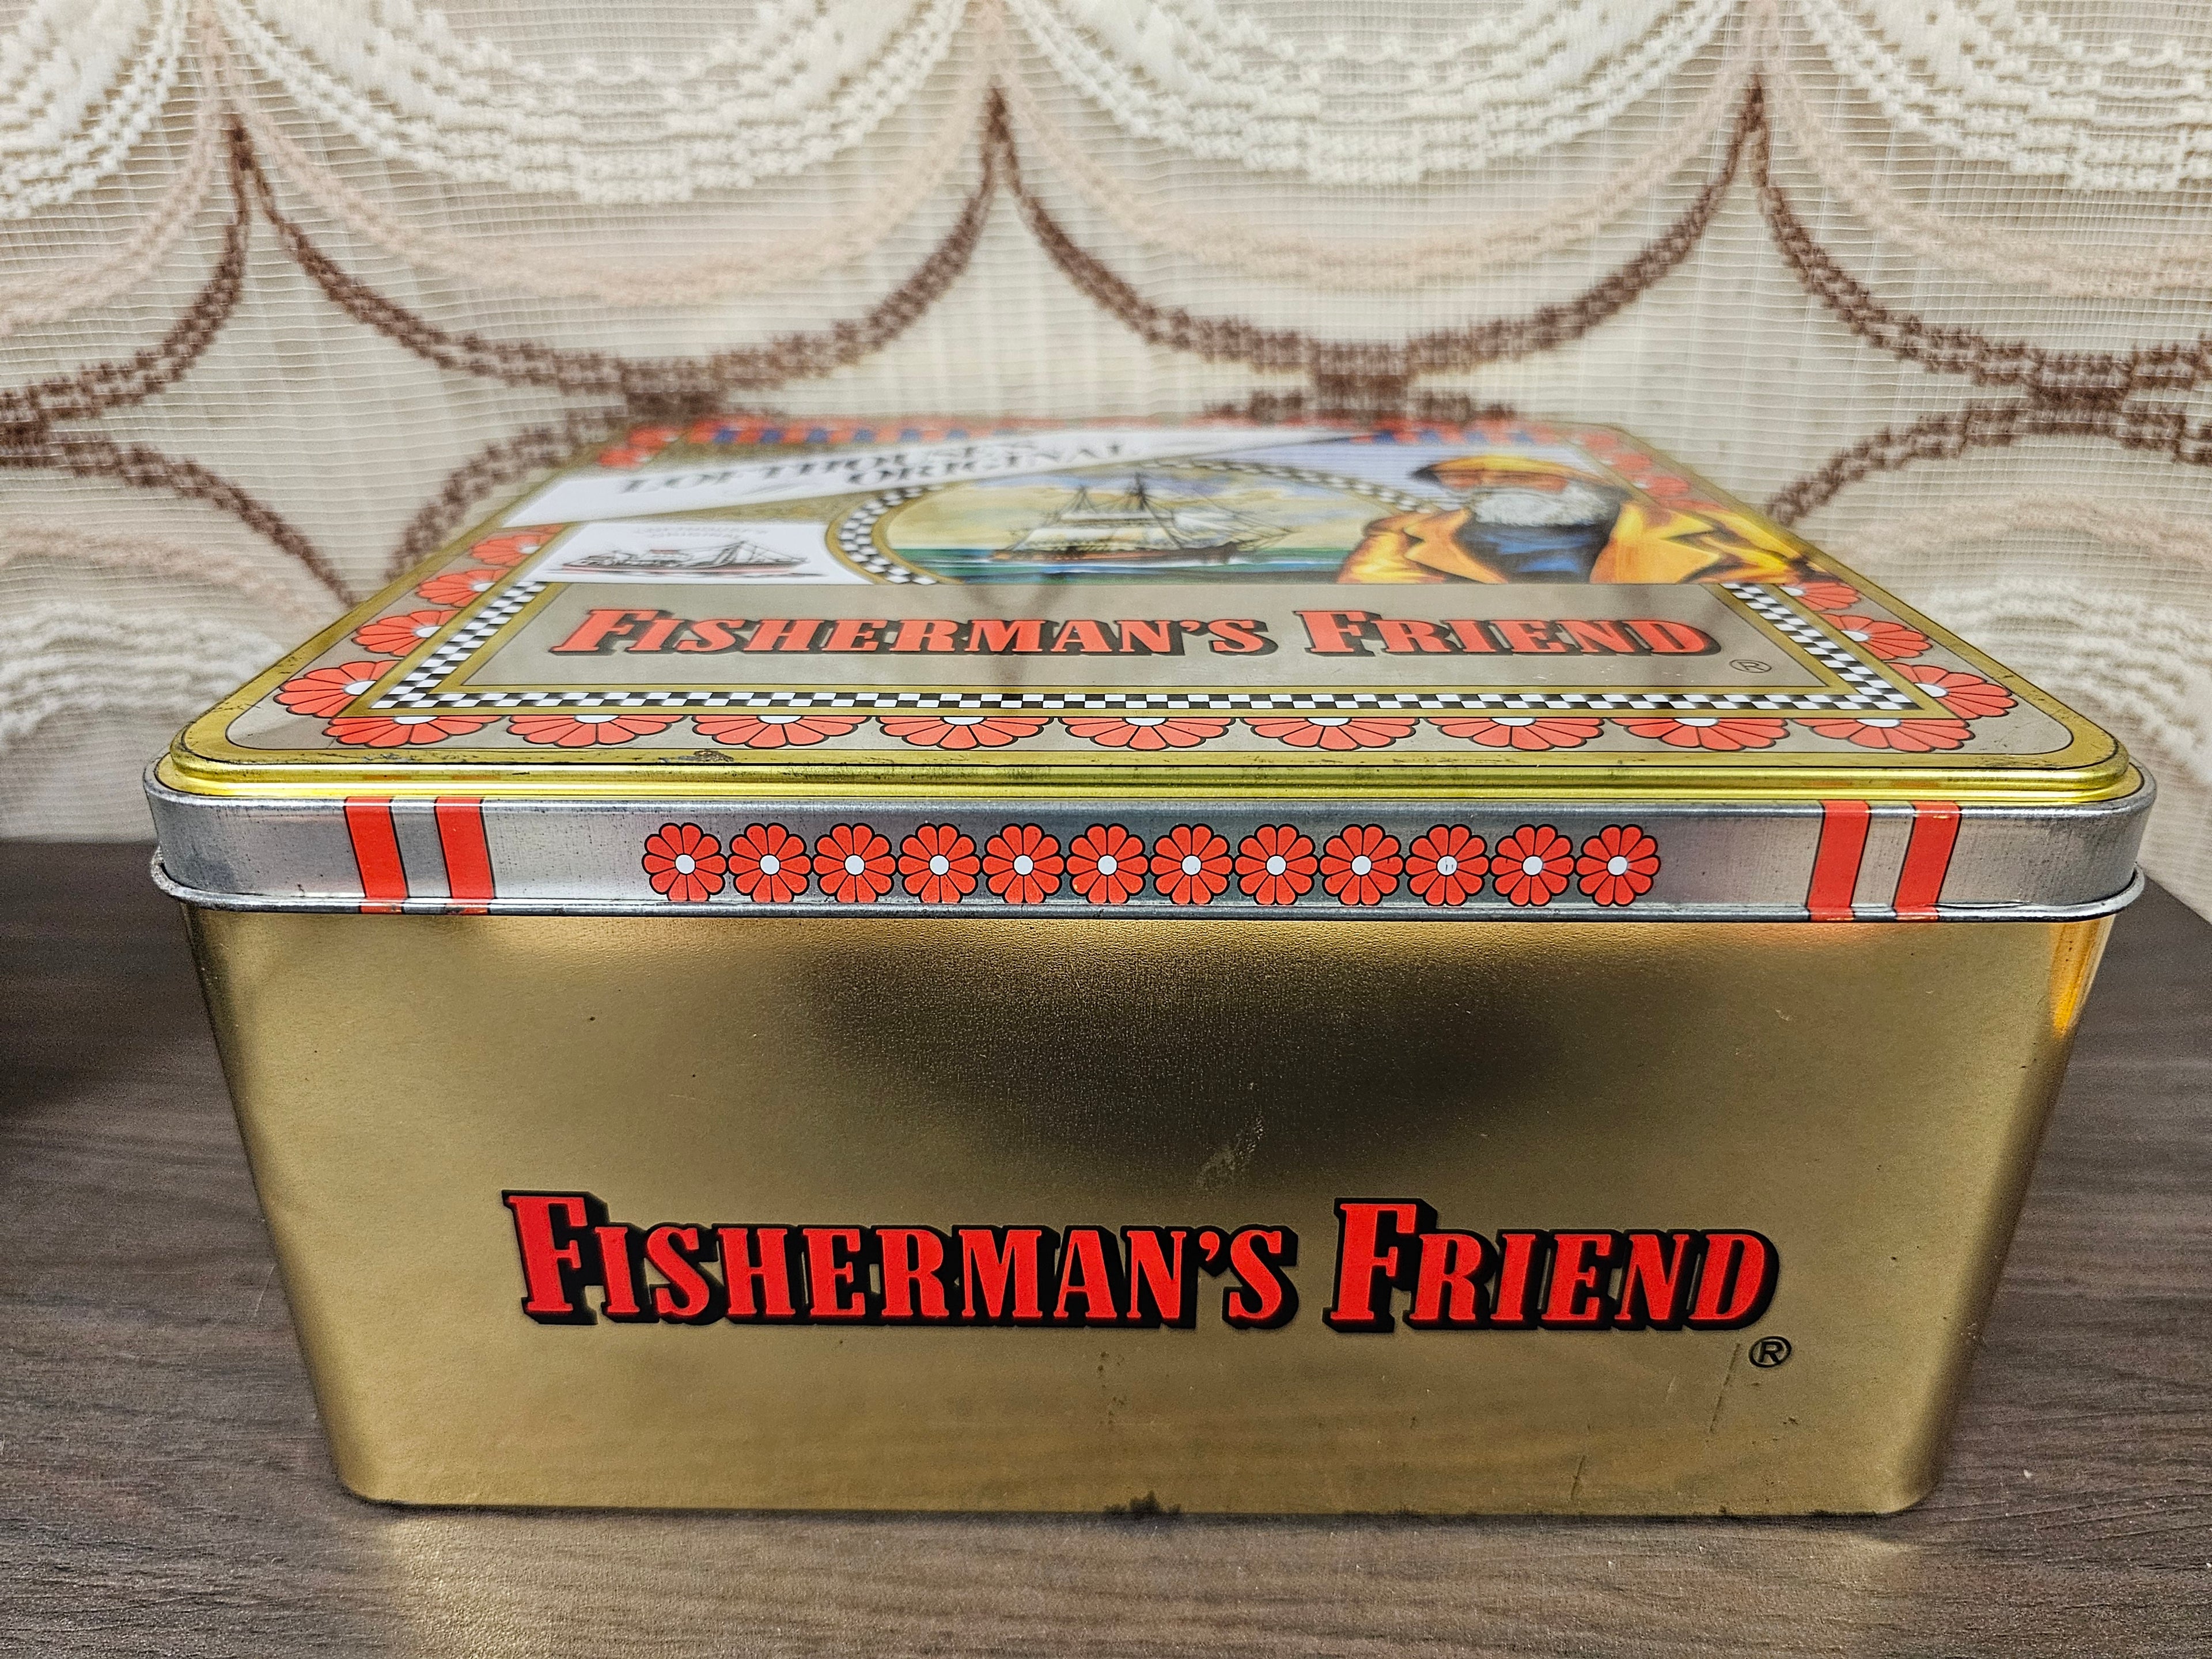 LOFTHOUSE'S
ORIGINAL
FISHERMAN'S FRIEND
®
FISHERMAN'S FRIEND
®